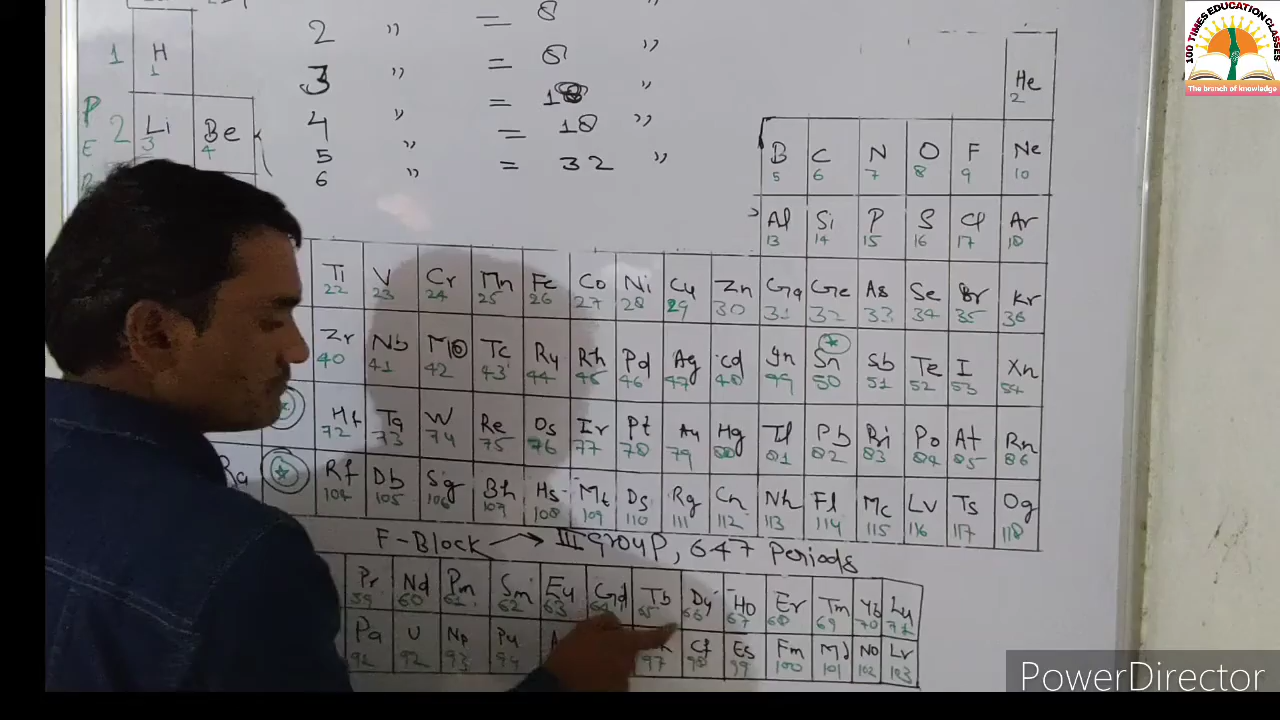 2 " = 8 "
1 H 1
3 " = 8 "
He 2
P 2 Li 3 Be 4
4 " = 18 "
E
5 " = 18 "
6 " = 32 "
B 5 C 6 N 7 O 8 F 9 Ne 10
Al 13 Si 14 P 15 S 16 Cl 17 Ar 18
Ti 22 V 23 Cr 24 Mn 25 Fe 26 Co 27 Ni 28 Cu 29 Zn 30 Ga 31 Ge 32 As 33 Se 34 Br 35 Kr 36
Zr 40 Nb 41 Mo 42 Tc 43 Ru 44 Rh 45 Pd 46 Ag 47 Cd 48 In 49 * Sn 50 Sb 51 Te 52 I 53 Xn 54
* Hf 72 Ta 73 W 74 Re 75 Os 76 Ir 77 Pt 78 Au 79 Hg 80 Tl 81 Pb 82 Bi 83 Po 84 At 85 Rn 86
Ra * Rf 104 Db 105 Sg 106 Bh 107 Hs 108 Mt 109 Ds 110 Rg 111 Cn 112 Nh 113 Fl 114 Mc 115 Lv 116 Ts 117 Og 118
F-Block → III Group, 6 & 7 Periods
Pr 59 Nd 60 Pm 61 Sm 62 Eu 63 Gd 64 Tb 65 Dy 66 Ho 67 Er 68 Tm 69 Yb 70 Lu 71
Pa 92 U 92 Np 93 Pu 94 97 Cf 98 Es 99 Fm 100 Md 101 No 102 Lr 103
100 TIMES EDUCATION CLASSES
The branch of knowledge
PowerDirector